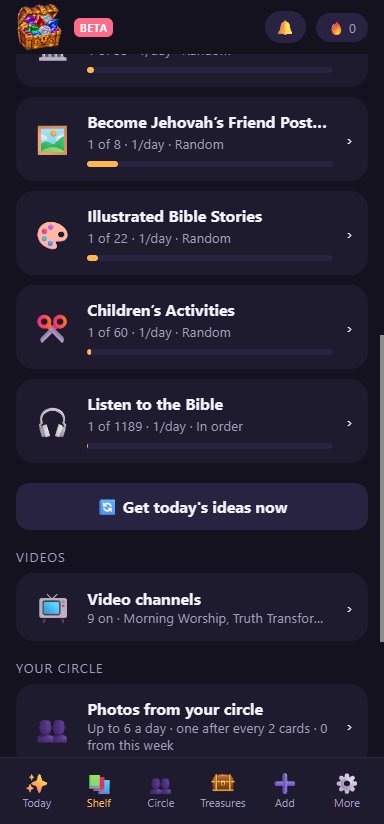 BETA
0
Become Jehovah's Friend Post...
1 of 8 · 1/day · Random
Illustrated Bible Stories
1 of 22 · 1/day · Random
Children's Activities
1 of 60 · 1/day · Random
Listen to the Bible
1 of 1189 · 1/day · In order
Get today's ideas now
VIDEOS
Video channels
9 on · Morning Worship, Truth Transfor...
YOUR CIRCLE
Photos from your circle
Up to 6 a day · one after every 2 cards · 0
from this week
Today
Shelf
Circle
Treasures
Add
More